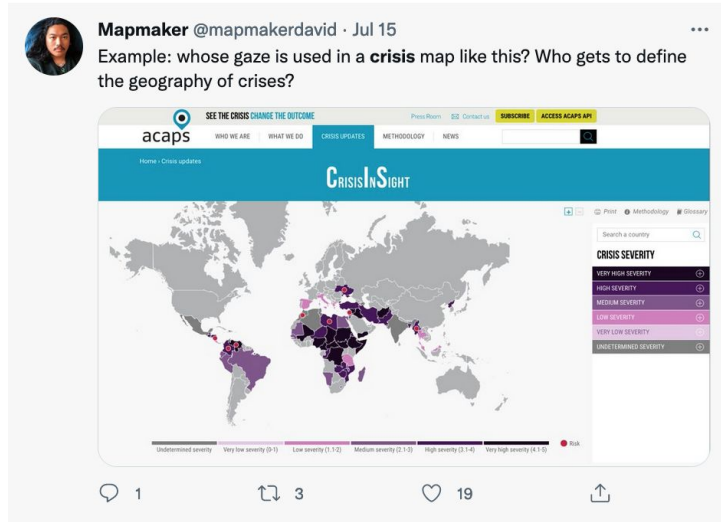 Mapmaker @mapmakerdavid · Jul 15
Example: whose gaze is used in a crisis map like this? Who gets to define
the geography of crises?
SEE THE CRISIS CHANGE THE OUTCOME
Press Room Contact us SUBSCRIBE ACCESS ACAPS API
acaps
WHO WE ARE WHAT WE DO CRISIS UPDATES METHODOLOGY NEWS
Home › Crisis updates
CRISISINSIGHT
Print Methodology Glossary
Search a country
CRISIS SEVERITY
VERY HIGH SEVERITY
HIGH SEVERITY
MEDIUM SEVERITY
LOW SEVERITY
VERY LOW SEVERITY
UNDETERMINED SEVERITY
Risk
Undetermined severity Very low severity (0-1) Low severity (1.1-2) Medium severity (2.1-3) High severity (3.1-4) Very high severity (4.1-5)
1 3 19